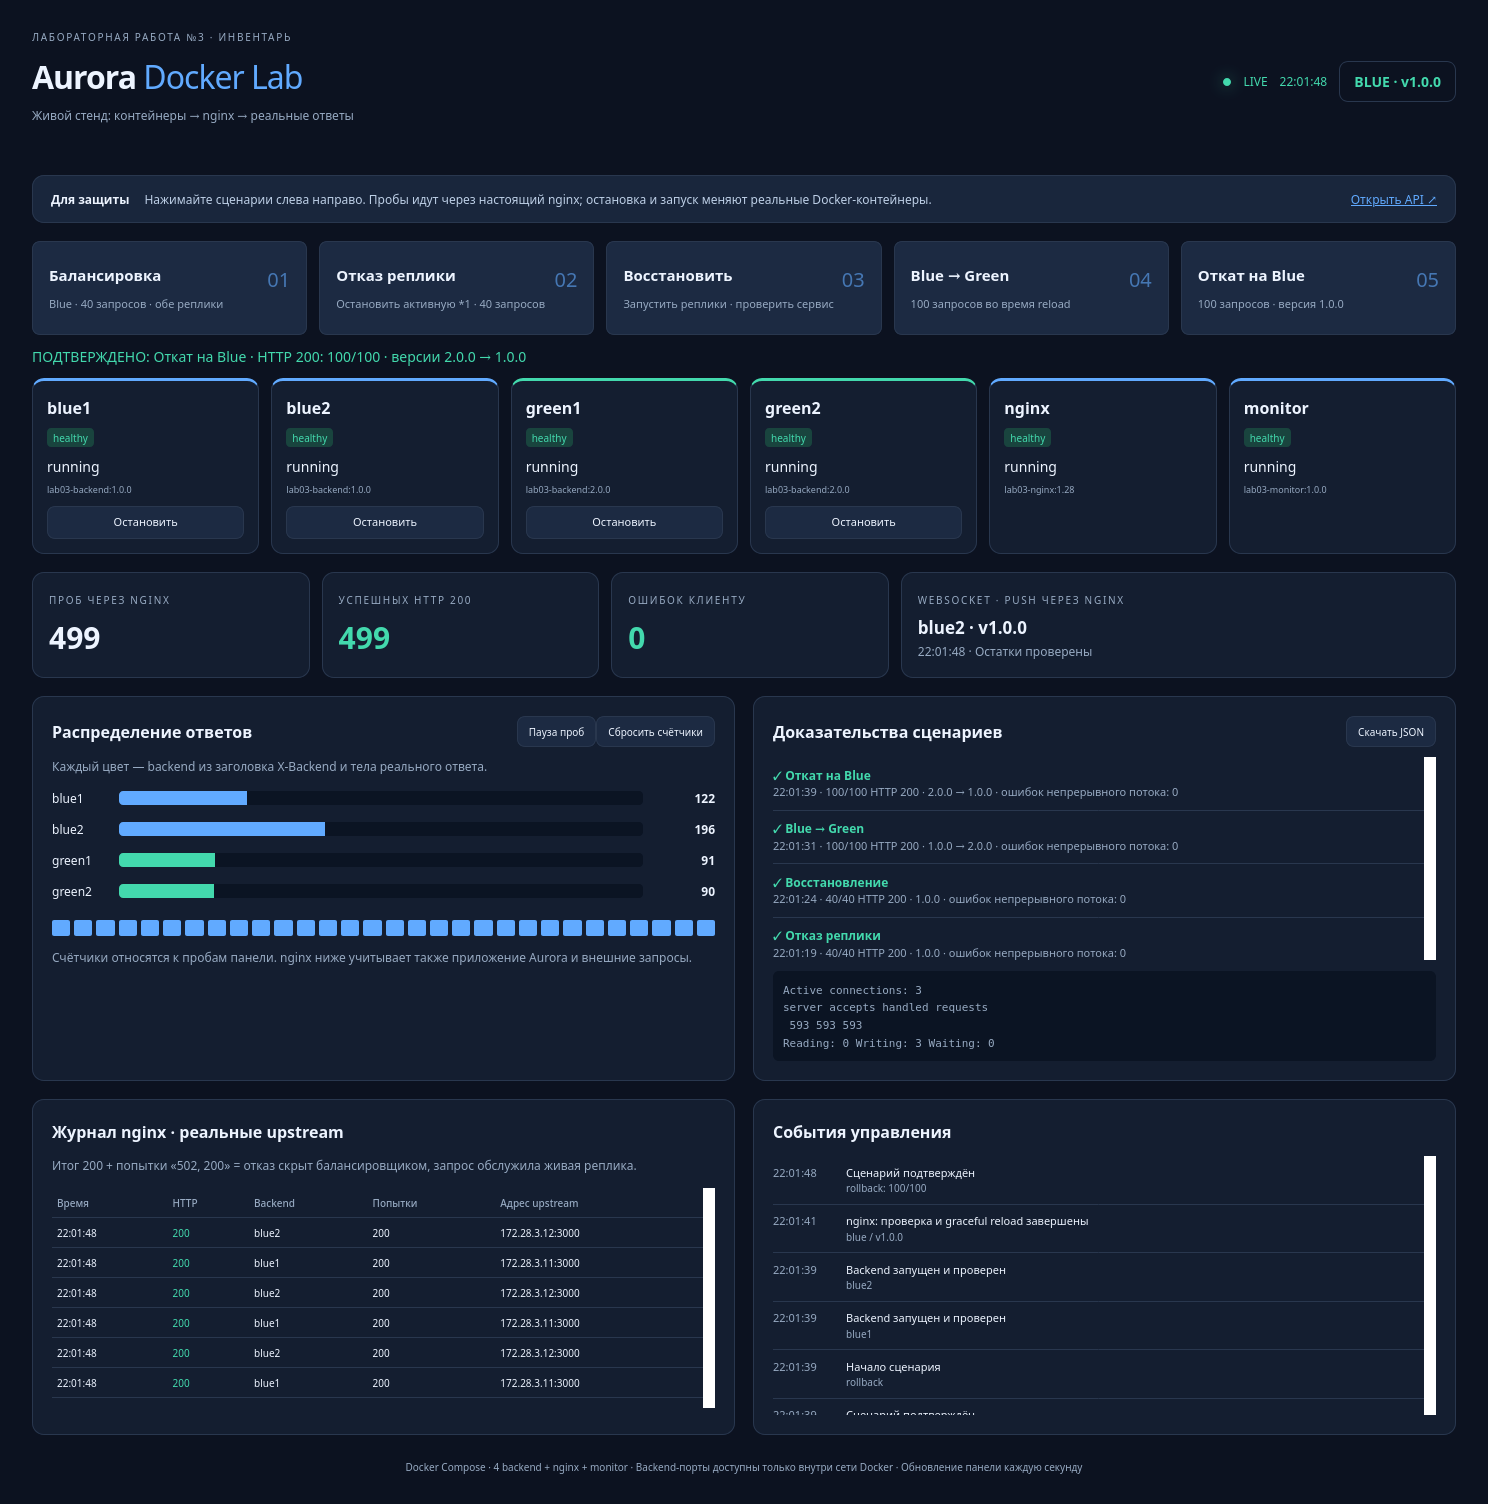 ЛАБОРАТОРНАЯ РАБОТА №3 · ИНВЕНТАРЬ
Aurora Docker Lab
Живой стенд: контейнеры → nginx → реальные ответы
LIVE 22:01:48 BLUE · v1.0.0
Для защиты Нажимайте сценарии слева направо. Пробы идут через настоящий nginx; остановка и запуск меняют реальные Docker-контейнеры. Открыть API ↗
Балансировка 01
Blue · 40 запросов · обе реплики
Отказ реплики 02
Остановить активную *1 · 40 запросов
Восстановить 03
Запустить реплики · проверить сервис
Blue → Green 04
100 запросов во время reload
Откат на Blue 05
100 запросов · версия 1.0.0
ПОДТВЕРЖДЕНО: Откат на Blue · HTTP 200: 100/100 · версии 2.0.0 → 1.0.0
blue1
healthy
running
lab03-backend:1.0.0
Остановить
blue2
healthy
running
lab03-backend:1.0.0
Остановить
green1
healthy
running
lab03-backend:2.0.0
Остановить
green2
healthy
running
lab03-backend:2.0.0
Остановить
nginx
healthy
running
lab03-nginx:1.28
monitor
healthy
running
lab03-monitor:1.0.0
ПРОБ ЧЕРЕЗ NGINX
499
УСПЕШНЫХ HTTP 200
499
ОШИБОК КЛИЕНТУ
0
WEBSOCKET · PUSH ЧЕРЕЗ NGINX
blue2 · v1.0.0
22:01:48 · Остатки проверены
Распределение ответов Пауза проб Сбросить счётчики
Каждый цвет — backend из заголовка X-Backend и тела реального ответа.
blue1 122
blue2 196
green1 91
green2 90
Счётчики относятся к пробам панели. nginx ниже учитывает также приложение Aurora и внешние запросы.
Доказательства сценариев Скачать JSON
✓ Откат на Blue
22:01:39 · 100/100 HTTP 200 · 2.0.0 → 1.0.0 · ошибок непрерывного потока: 0
✓ Blue → Green
22:01:31 · 100/100 HTTP 200 · 1.0.0 → 2.0.0 · ошибок непрерывного потока: 0
✓ Восстановление
22:01:24 · 40/40 HTTP 200 · 1.0.0 · ошибок непрерывного потока: 0
✓ Отказ реплики
22:01:19 · 40/40 HTTP 200 · 1.0.0 · ошибок непрерывного потока: 0
Active connections: 3
server accepts handled requests
593 593 593
Reading: 0 Writing: 3 Waiting: 0
Журнал nginx · реальные upstream
Итог 200 + попытки «502, 200» = отказ скрыт балансировщиком, запрос обслужила живая реплика.
Время HTTP Backend Попытки Адрес upstream
22:01:48 200 blue2 200 172.28.3.12:3000
22:01:48 200 blue1 200 172.28.3.11:3000
22:01:48 200 blue2 200 172.28.3.12:3000
22:01:48 200 blue1 200 172.28.3.11:3000
22:01:48 200 blue2 200 172.28.3.12:3000
22:01:48 200 blue1 200 172.28.3.11:3000
События управления
22:01:48 Сценарий подтверждён
rollback: 100/100
22:01:41 nginx: проверка и graceful reload завершены
blue / v1.0.0
22:01:39 Backend запущен и проверен
blue2
22:01:39 Backend запущен и проверен
blue1
22:01:39 Начало сценария
rollback
22:01:39 Сценарий подтверждён
Docker Compose · 4 backend + nginx + monitor · Backend-порты доступны только внутри сети Docker · Обновление панели каждую секунду